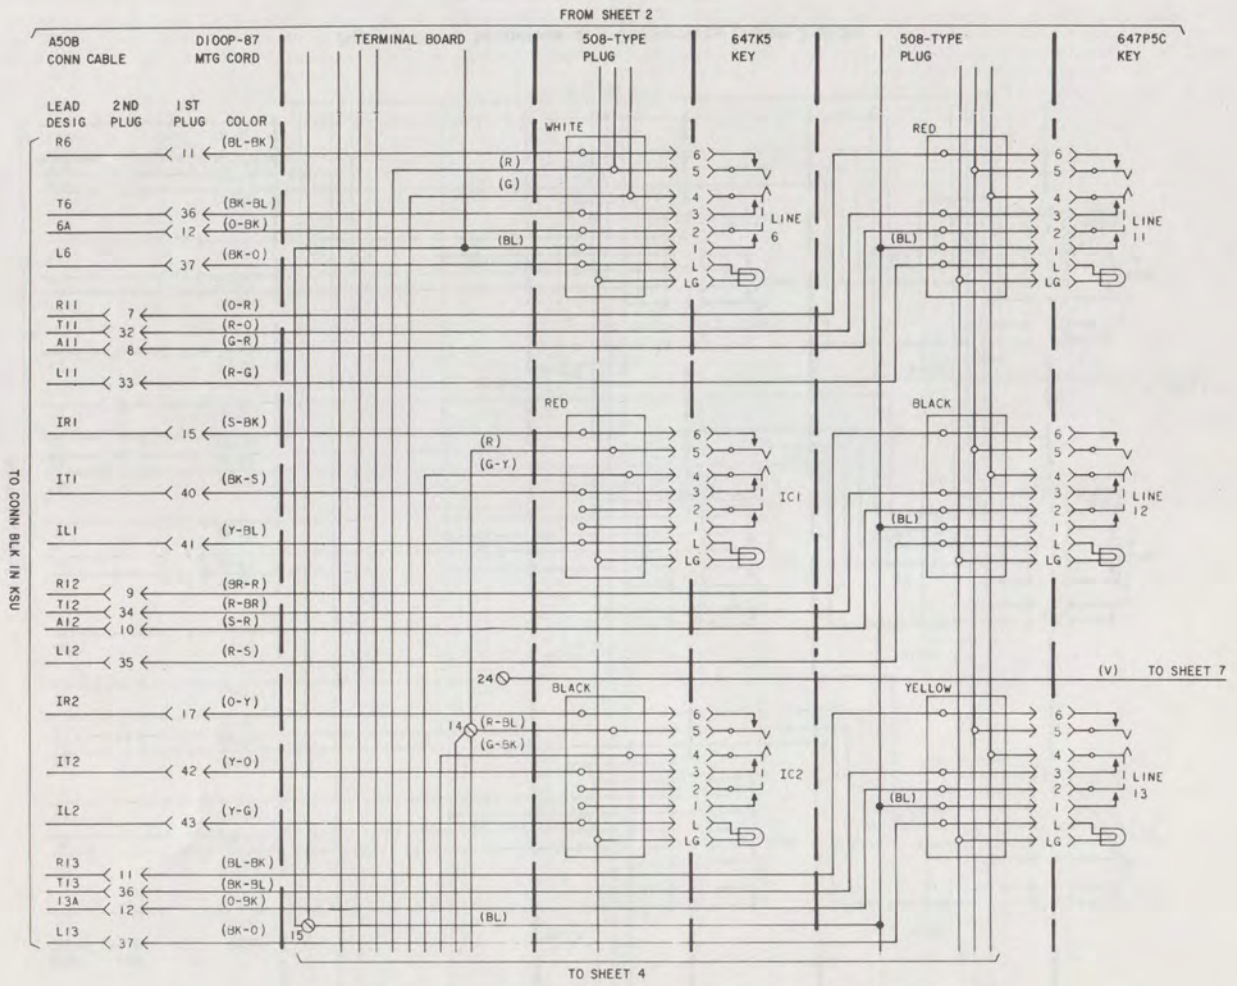 FROM SHEET 2
A50B D100P-87 TERMINAL BOARD 508-TYPE 647K5 508-TYPE 647P5C
CONN CABLE MTG CORD PLUG KEY PLUG KEY
LEAD 2ND 1ST
DESIG PLUG PLUG COLOR
WHITE RED
R6 11 (BL-BK) 6 6
(R) 5 5
(G) 4 4
T6 36 (BK-BL) 3 3
6A 12 (O-BK) 2 LINE 2 LINE
(BL) 1 6 (BL) 1 11
L6 37 (BK-O) L L
LG LG
R11 7 (O-R)
T11 32 (R-O)
A11 8 (G-R)
L11 33 (R-G)
RED BLACK
IR1 15 (S-BK) 6 6
(R) 5 5
(G-Y) 4 4
IT1 40 (BK-S) 3 IC1 3 LINE
2 2 12
1 (BL) 1
IL1 41 (Y-BL) L L
LG LG
R12 9 (BR-R)
T12 34 (R-BR)
A12 10 (S-R)
L12 35 (R-S)
24 (V) TO SHEET 7
BLACK YELLOW
IR2 17 (O-Y) 6 6
14 (R-BL) 5 5
(G-BK) 4 4
IT2 42 (Y-O) 3 IC2 3 LINE
2 2 13
1 (BL) 1
IL2 43 (Y-G) L L
LG LG
R13 11 (BL-BK)
T13 36 (BK-BL)
13A 12 (O-BK)
15 (BL)
L13 37 (BK-O)
TO SHEET 4
TO CONN BLK IN KSU